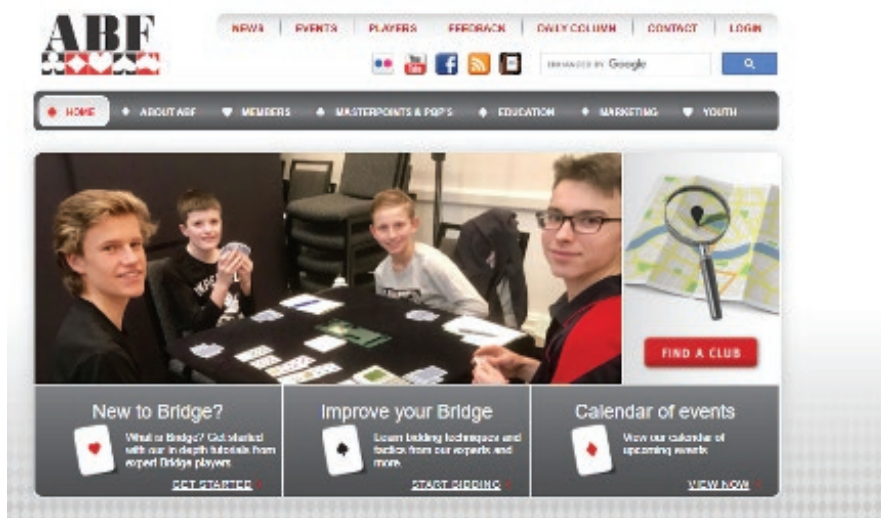 ABF
NEWS EVENTS PLAYERS FEEDBACK DAILY COLUMN CONTACT LOGIN
You Tube f ENHANCED BY Google
HOME ABOUT ABF MEMBERS MASTERPOINTS & PQP'S EDUCATION MARKETING YOUTH
FIND A CLUB
New to Bridge?
What is Bridge? Get started
with our in depth tutorials from
expert Bridge players
GET STARTED
Improve your Bridge
Learn bidding techniques and
tactics from our experts and
more.
START BIDDING
Calendar of events
View our calendar of
upcoming events
VIEW NOW